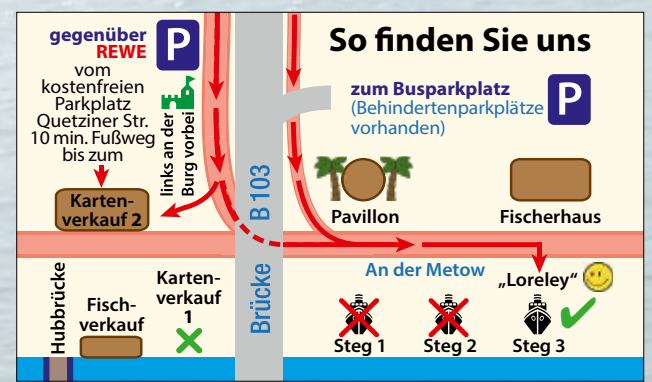 So finden Sie uns
gegenüber
REWE
P
vom
kostenfreien
Parkplatz
Quetziner Str.
10 min. Fußweg
bis zum
links an der
Burg vorbei
Karten-
verkauf 2
zum Busparkplatz
(Behindertenparkplätze
vorhanden)
P
Brücke B 103
Pavillon
Fischerhaus
An der Metow
„Loreley“
Hubbrücke
Fisch-
verkauf
Karten-
verkauf
1
Steg 1
Steg 2
Steg 3